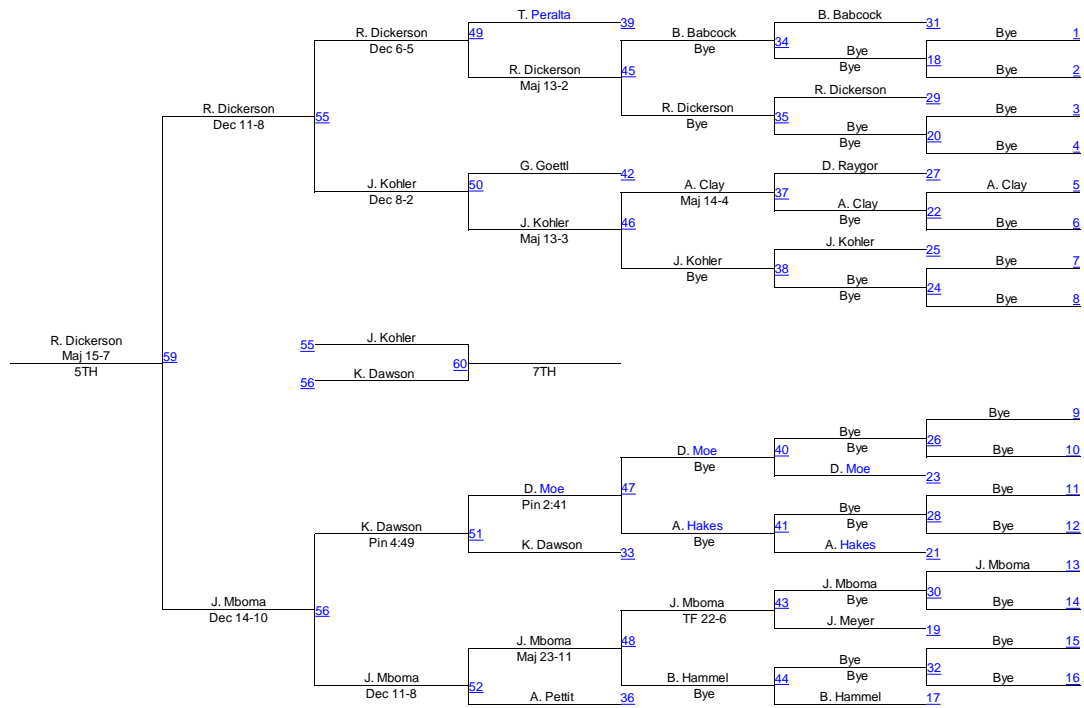 T. Peralta 39
B. Babcock 31
R. Dickerson 49 B. Babcock Bye 1
Dec 6-5 Bye 34 Bye 18
R. Dickerson 45 Bye Bye 2
Maj 13-2 R. Dickerson 29
R. Dickerson R. Dickerson Bye 3
Dec 11-8 55 Bye 35 Bye 20
Bye Bye 4
G. Goettl 42 D. Raygor 27
J. Kohler 50 A. Clay 37 A. Clay 5
Dec 8-2 Maj 14-4 A. Clay 22
J. Kohler 46 Bye Bye 6
Maj 13-3 J. Kohler 25
J. Kohler 38 Bye 7
Bye Bye 24
Bye Bye 8
R. Dickerson 55 J. Kohler
Maj 15-7 59 60
5TH K. Dawson 7TH
56
Bye 9
Bye 26
D. Moe 40 Bye 10
Bye D. Moe 23
D. Moe 47 Bye 11
Pin 2:41 Bye 28
K. Dawson 51 A. Hakes 41 Bye Bye 12
Pin 4:49 K. Dawson 33 Bye A. Hakes 21
J. Mboma 13
J. Mboma 56 J. Mboma 30
Dec 14-10 J. Mboma 43 Bye Bye 14
TF 22-6 J. Meyer 19
J. Mboma 48 Bye 15
Maj 23-11 Bye 32
J. Mboma 52 B. Hammel 44 Bye Bye 16
Dec 11-8 A. Pettit 36 Bye B. Hammel 17